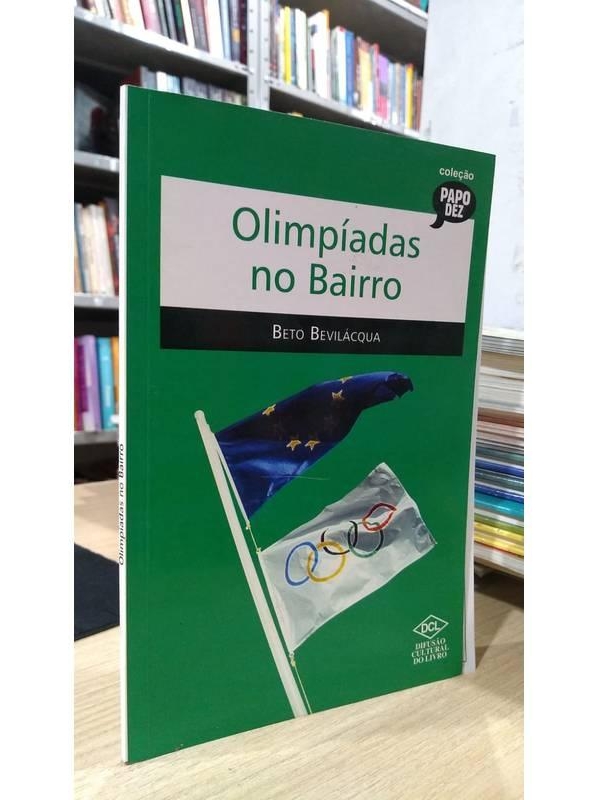 coleção
PAPO
DEZ
Olimpíadas
no Bairro
BETO BEVILÁCQUA
Olimpíadas no Bairro
DCL
DIFUSÃO
CULTURAL
DO LIVRO